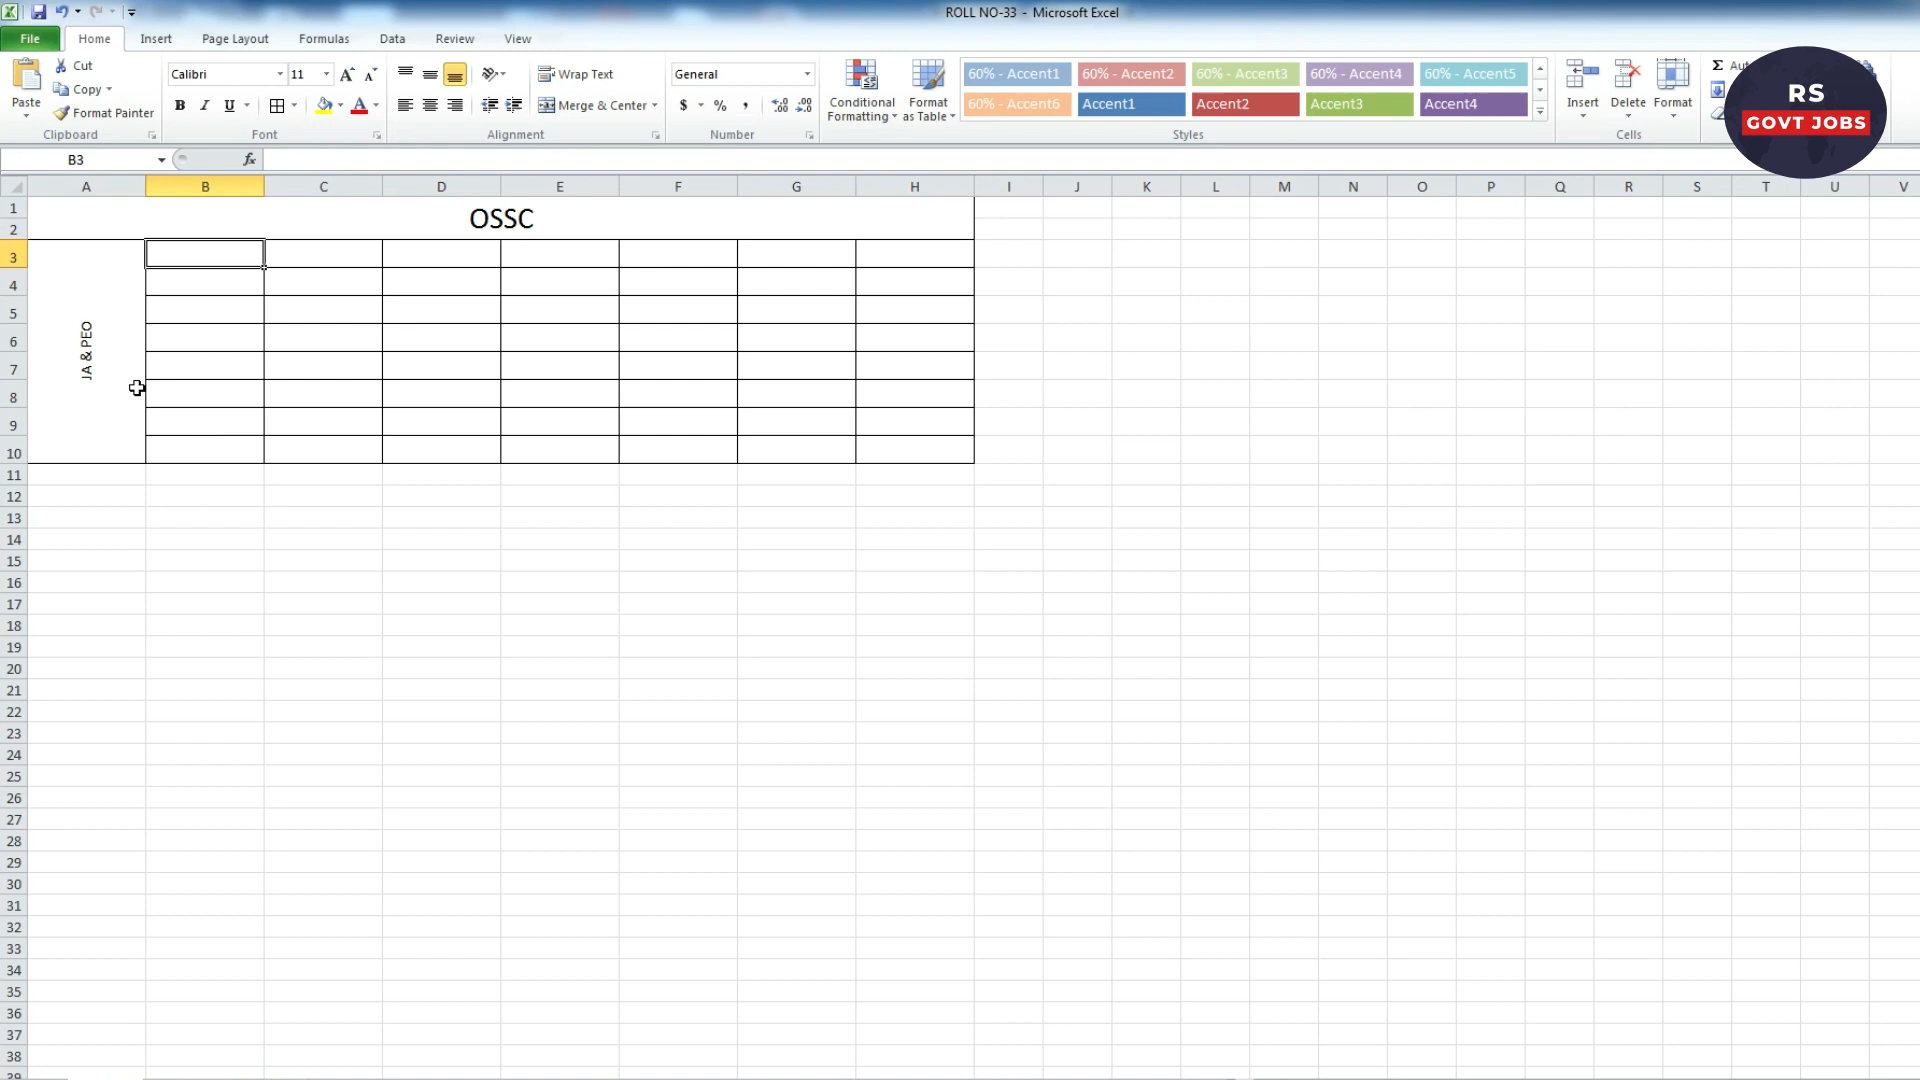 ROLL NO-33 - Microsoft Excel
File Home Insert Page Layout Formulas Data Review View
Paste
Cut
Copy
Format Painter
Clipboard
Calibri 11
B I U
Font
Wrap Text
Merge & Center
Alignment
General
$ % ,
Number
Conditional Formatting
Format as Table
60% - Accent1 60% - Accent2 60% - Accent3 60% - Accent4 60% - Accent5
60% - Accent6 Accent1 Accent2 Accent3 Accent4
Styles
Insert Delete Format
Cells
Σ
RS
GOVT JOBS
B3 fx
A B C D E F G H I J K L M N O P Q R S T U V
1
OSSC
2
3
4
5
6
JA & PEO
7
8
9
10
11
12
13
14
15
16
17
18
19
20
21
22
23
24
25
26
27
28
29
30
31
32
33
34
35
36
37
38
39